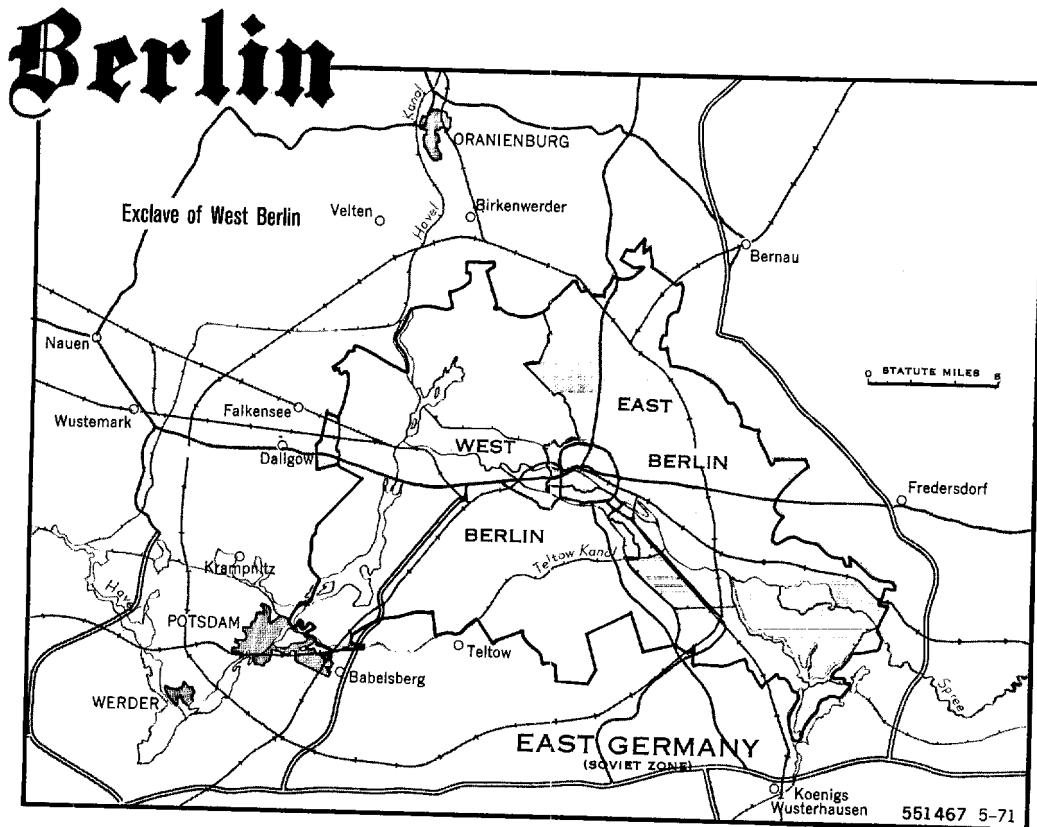 Berlin
Kanal
ORANIENBURG
Exclave of West Berlin
Velten
Birkenwerder
Havel
Bernau
Nauen
0 STATUTE MILES 5
Wustemark
Falkensee
EAST
Dallgow
WEST
BERLIN
Fredersdorf
BERLIN
Teltow Kanal
Krampnitz
Havel
POTSDAM
Teltow
Babelsberg
WERDER
Spree
EAST GERMANY
(SOVIET ZONE)
Koenigs
Wusterhausen
551467 5-71